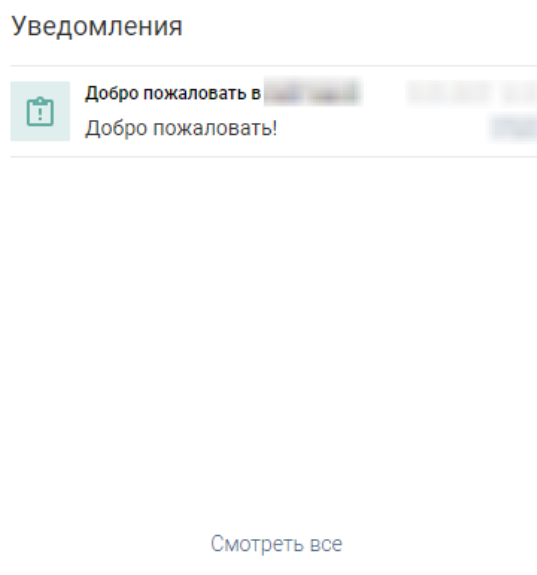 Уведомления
Добро пожаловать в
Добро пожаловать!
Смотреть все